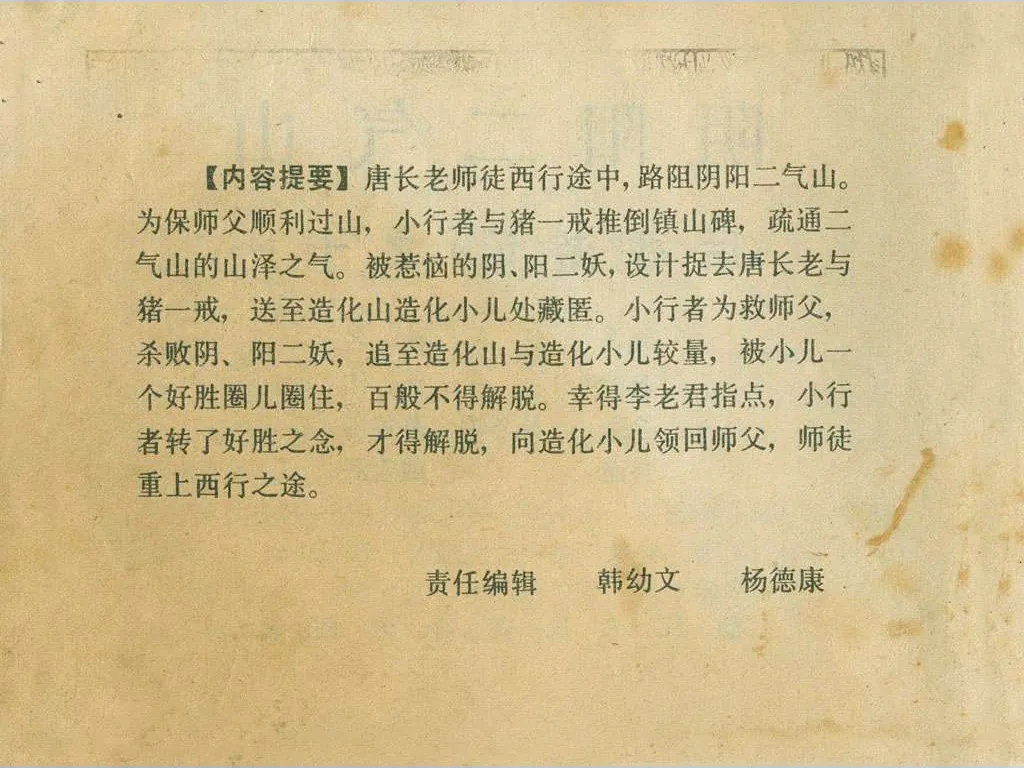 【内容提要】唐长老师徒西行途中，路阻阴阳二气山。
为保师父顺利过山，小行者与猪一戒推倒镇山碑，疏通二
气山的山泽之气。被惹恼的阴、阳二妖，设计捉去唐长老与
猪一戒，送至造化山造化小儿处藏匿。小行者为救师父，
杀败阴、阳二妖，追至造化山与造化小儿较量，被小儿一
个好胜圈儿圈住，百般不得解脱。幸得李老君指点，小行
者转了好胜之念，才得解脱，向造化小儿领回师父，师徒
重上西行之途。
责任编辑 韩幼文 杨德康